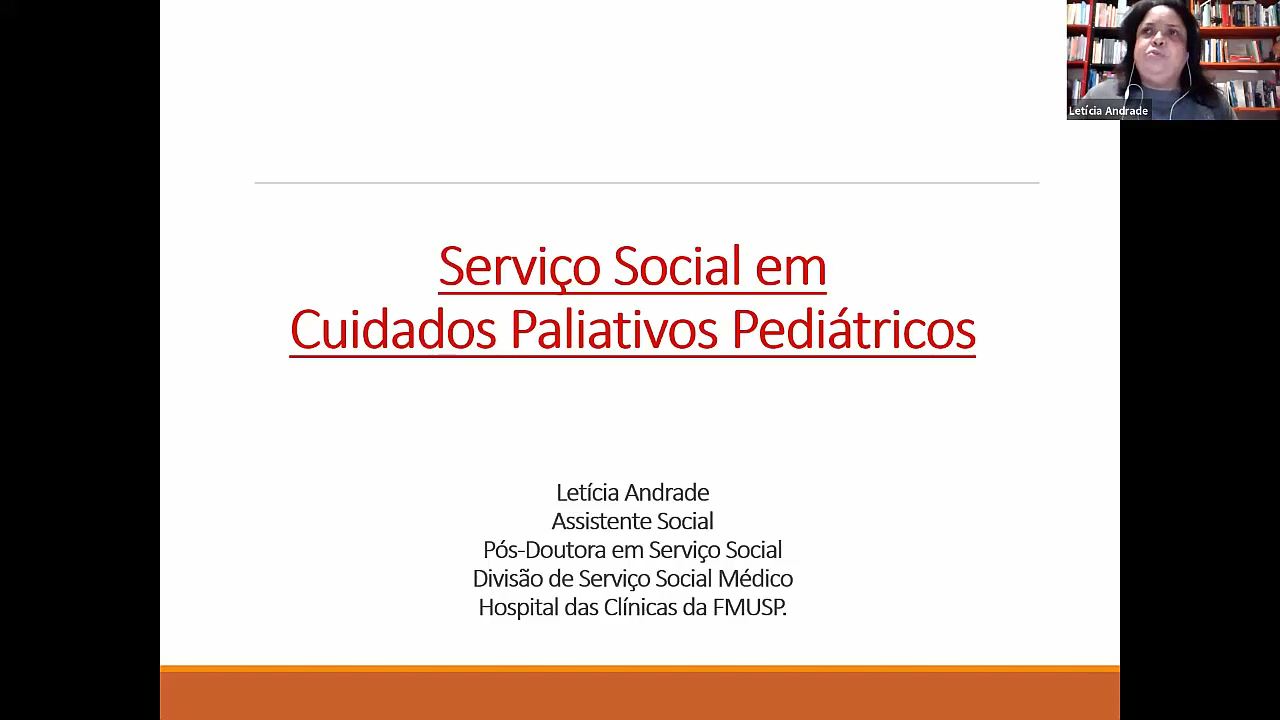 Letícia Andrade
Serviço Social em
Cuidados Paliativos Pediátricos
Letícia Andrade
Assistente Social
Pós-Doutora em Serviço Social
Divisão de Serviço Social Médico
Hospital das Clínicas da FMUSP.